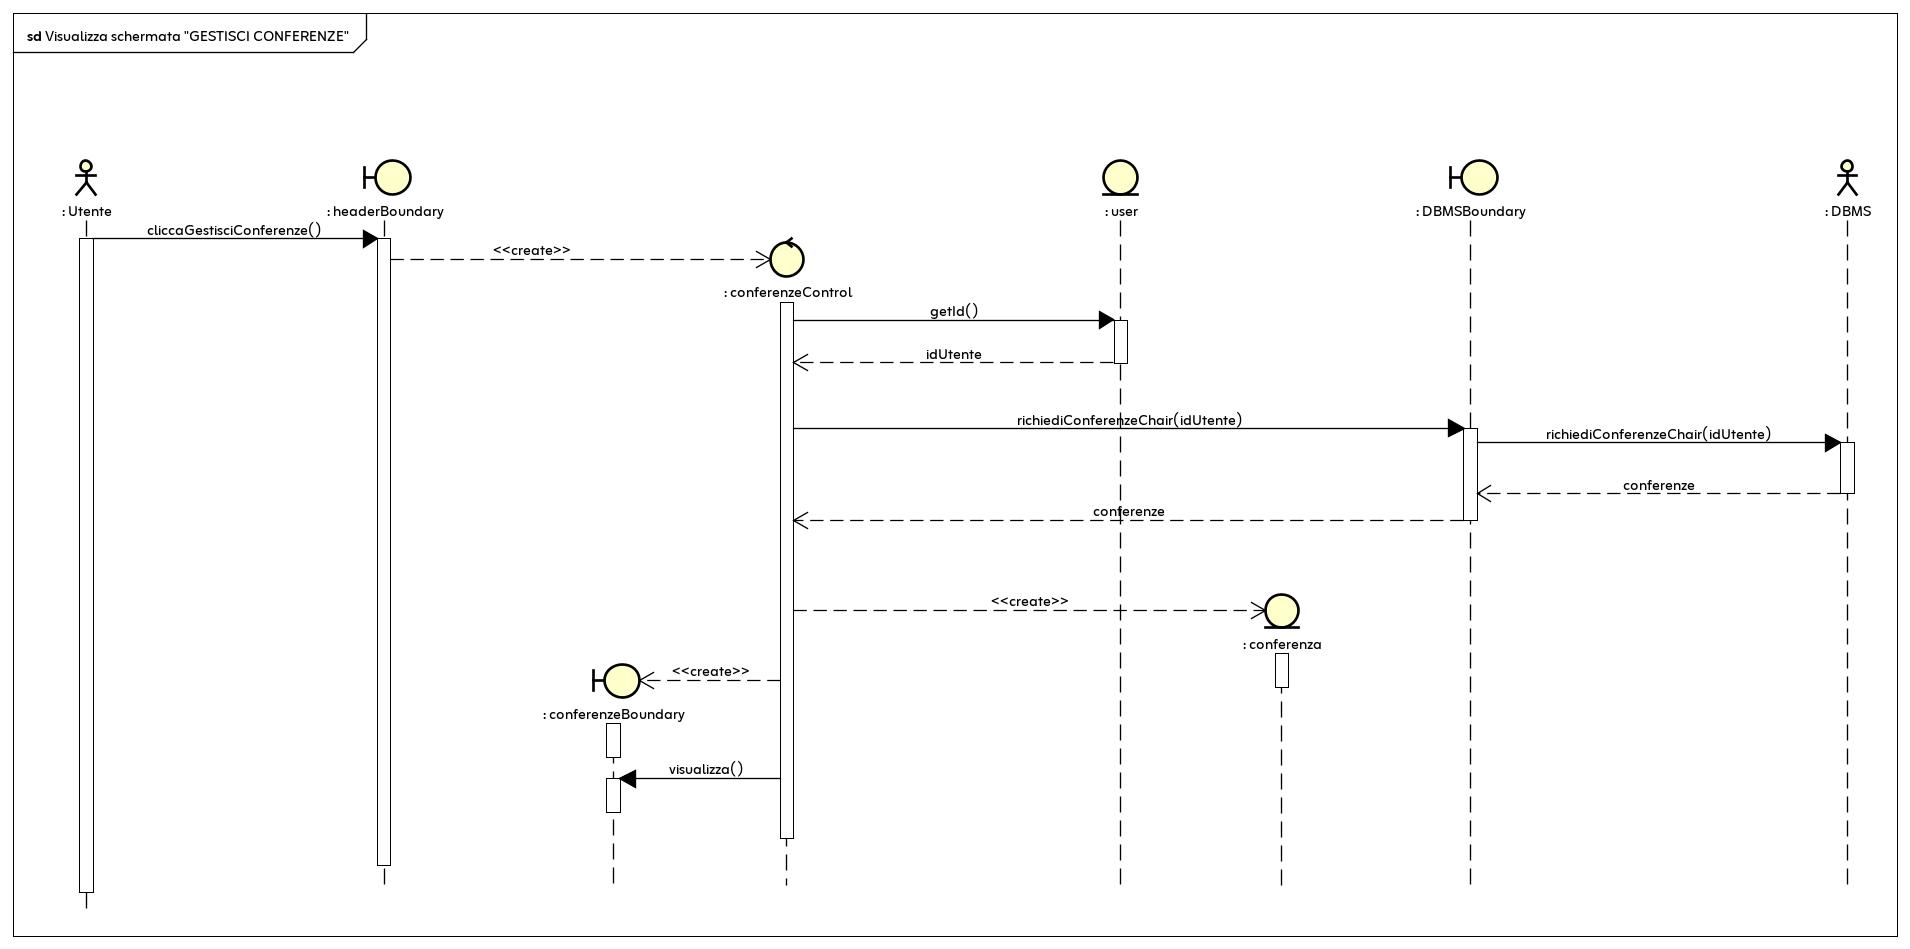 sd Visualizza schermata "GESTISCI CONFERENZE"
: Utente
: headerBoundary
: user
: DBMSBoundary
: DBMS
cliccaGestisciConferenze()
<<create>>
: conferenzeControl
getId()
idUtente
richiediConferenzeChair(idUtente)
richiediConferenzeChair(idUtente)
conferenze
conferenze
<<create>>
: conferenza
<<create>>
: conferenzeBoundary
visualizza()